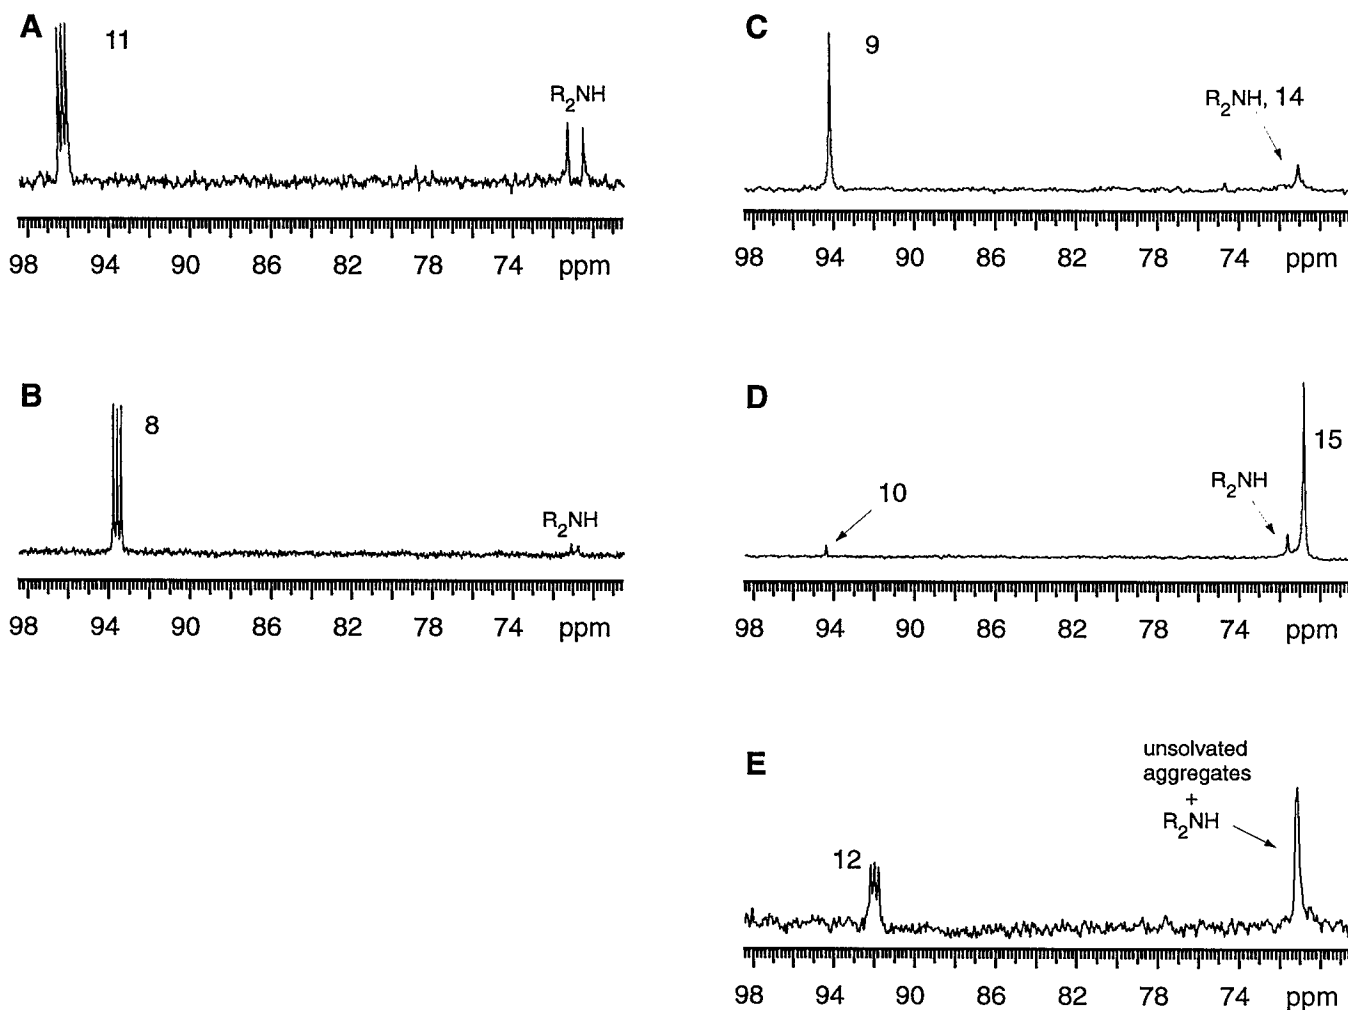 A
11
R2NH
98 94 90 86 82 78 74 ppm
B
8
R2NH
98 94 90 86 82 78 74 ppm
C
9
R2NH, 14
98 94 90 86 82 78 74 ppm
D
10
R2NH
15
98 94 90 86 82 78 74 ppm
E
12
unsolvated
aggregates
+
R2NH
98 94 90 86 82 78 74 ppm